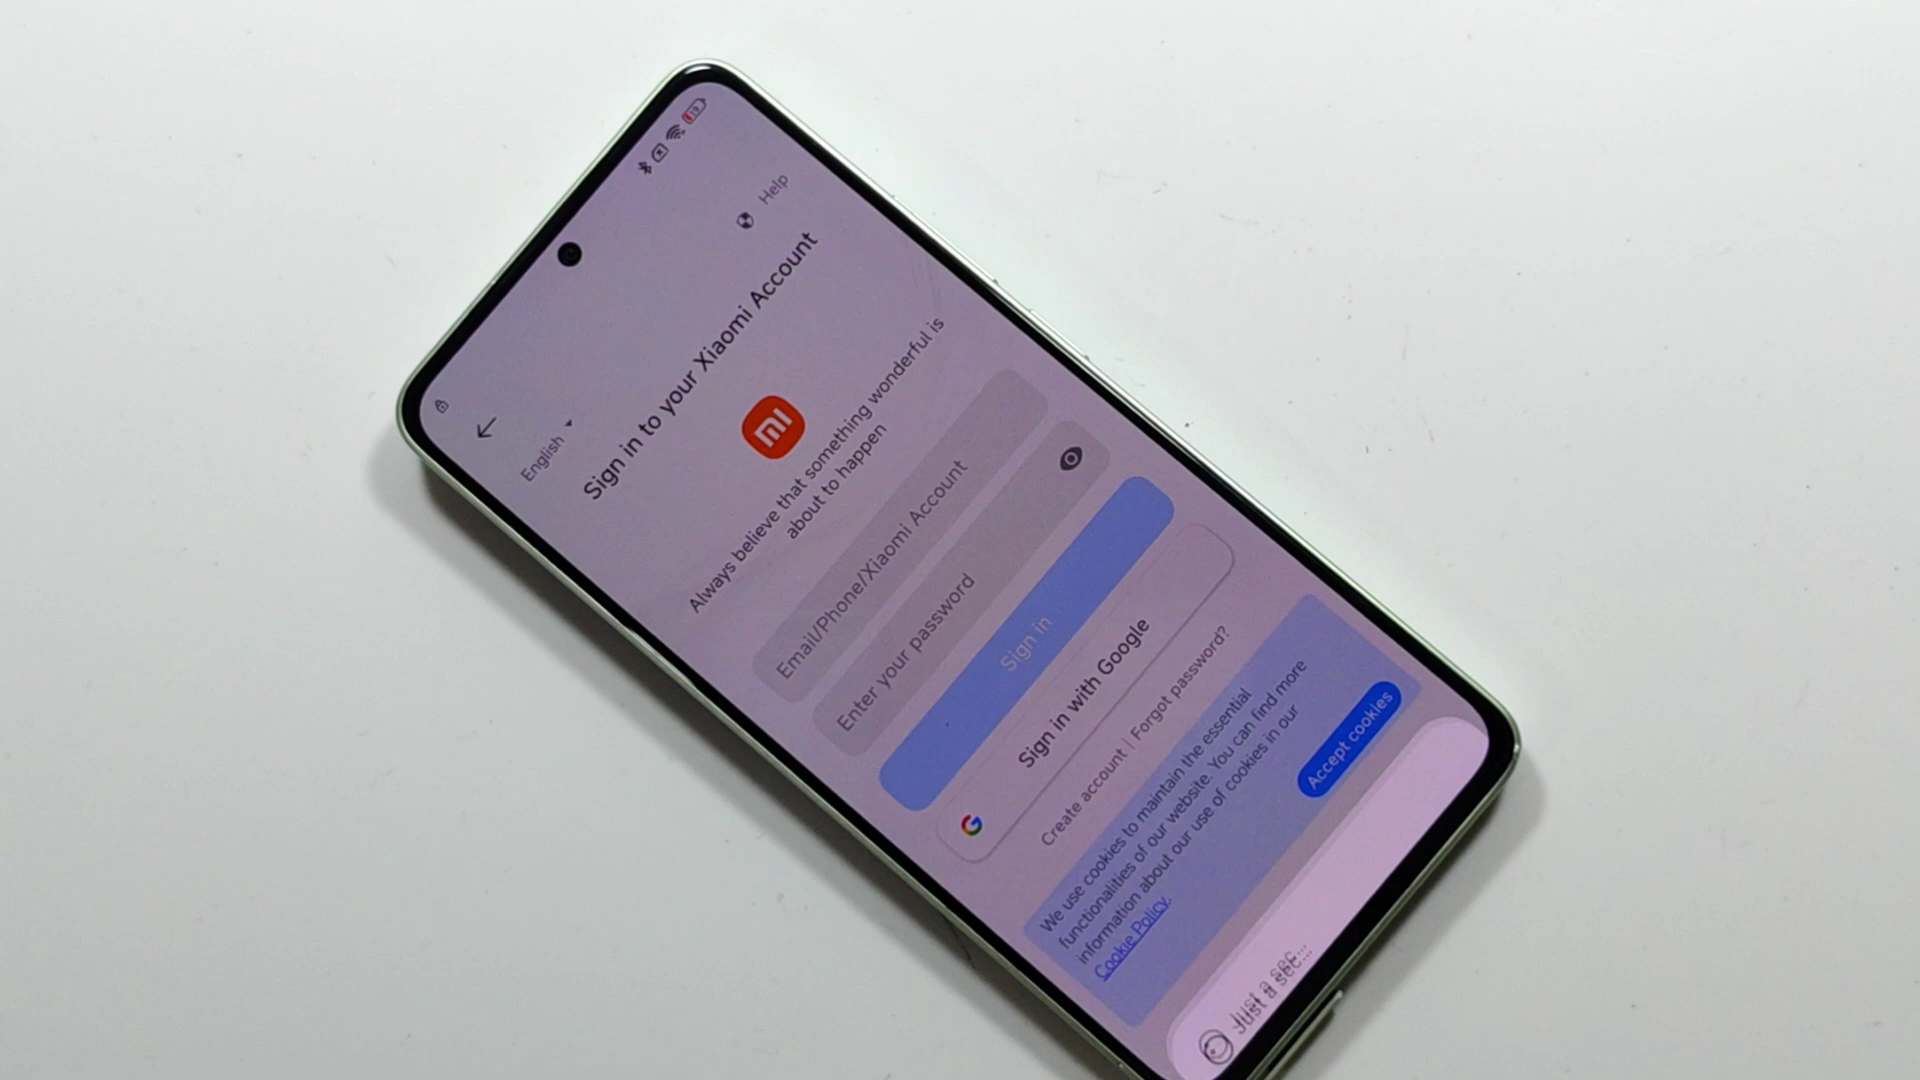 19
Help
English
Sign in to your Xiaomi Account
mi
Always believe that something wonderful is
about to happen
Email/Phone/Xiaomi Account
Enter your password
Sign in
Sign in with Google
Create account | Forgot password?
We use cookies to maintain the essential
functionalities of our website. You can find more
information about our use of cookies in our
Cookie Policy.
Accept cookies
Just a sec...